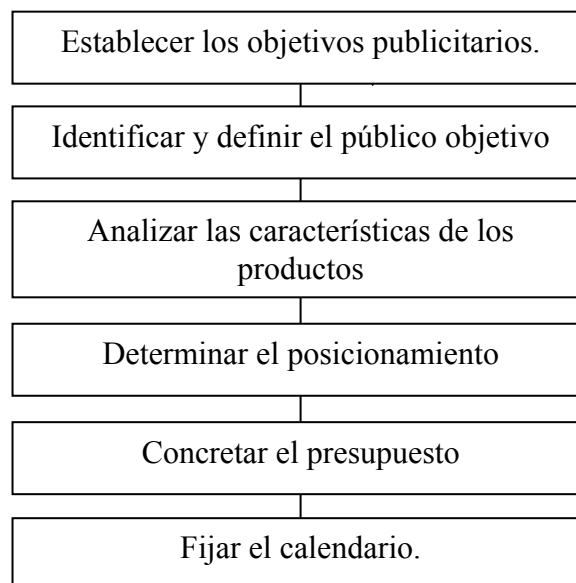 Establecer los objetivos publicitarios.
Identificar y definir el público objetivo
Analizar las características de los
productos
Determinar el posicionamiento
Concretar el presupuesto
Fijar el calendario.